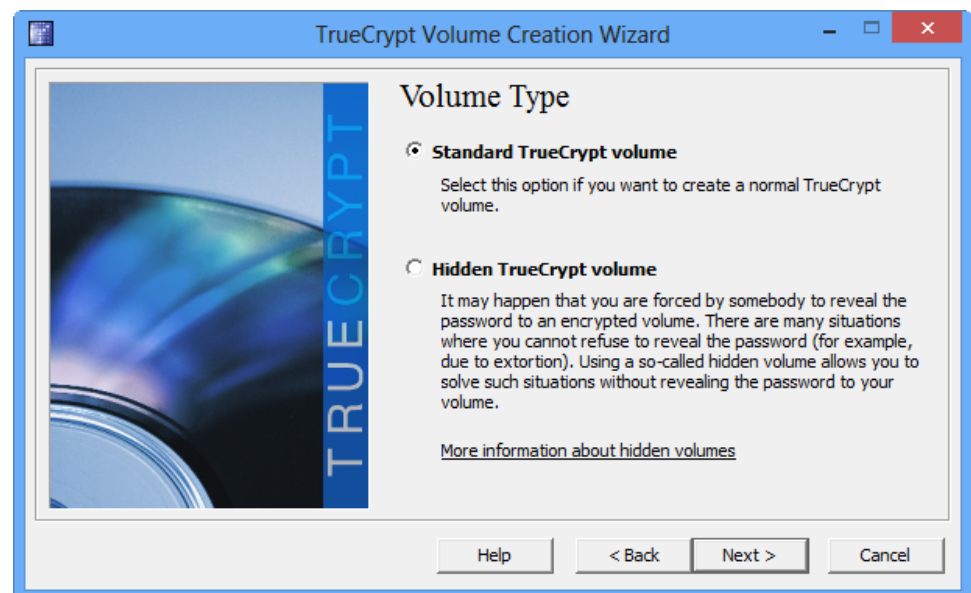 TrueCrypt Volume Creation Wizard
TRUECRYPT
Volume Type
Standard TrueCrypt volume
Select this option if you want to create a normal TrueCrypt
volume.
Hidden TrueCrypt volume
It may happen that you are forced by somebody to reveal the
password to an encrypted volume. There are many situations
where you cannot refuse to reveal the password (for example,
due to extortion). Using a so-called hidden volume allows you to
solve such situations without revealing the password to your
volume.
More information about hidden volumes
Help
< Back
Next >
Cancel